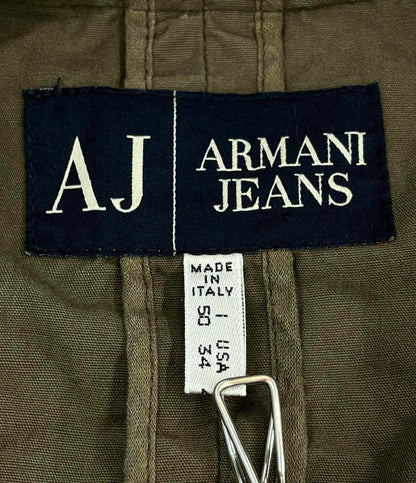 AJ
ARMANI
JEANS
MADE
IN
ITALY
I USA
50 34